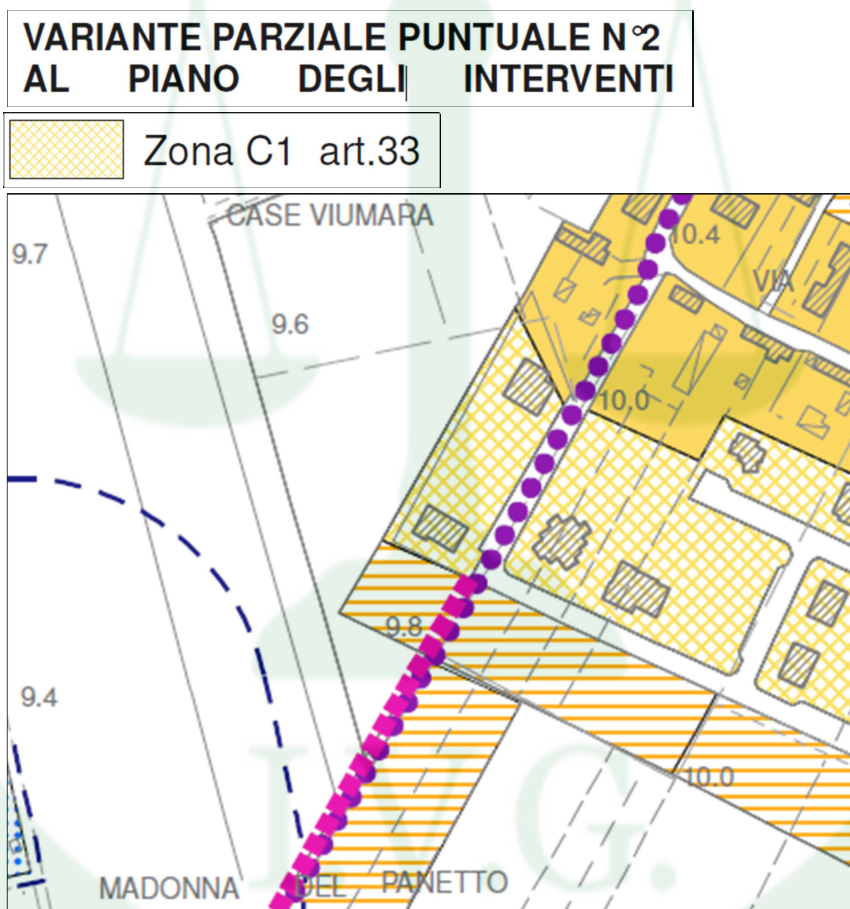 VARIANTE PARZIALE PUNTUALE N°2
AL PIANO DEGLI INTERVENTI
Zona C1 art.33
CASE VIUMARA
10.4
9.7
VIA
9.6
10.0
9.8
9.4
10.0
I.V.G.
MADONNA DEL PANETTO